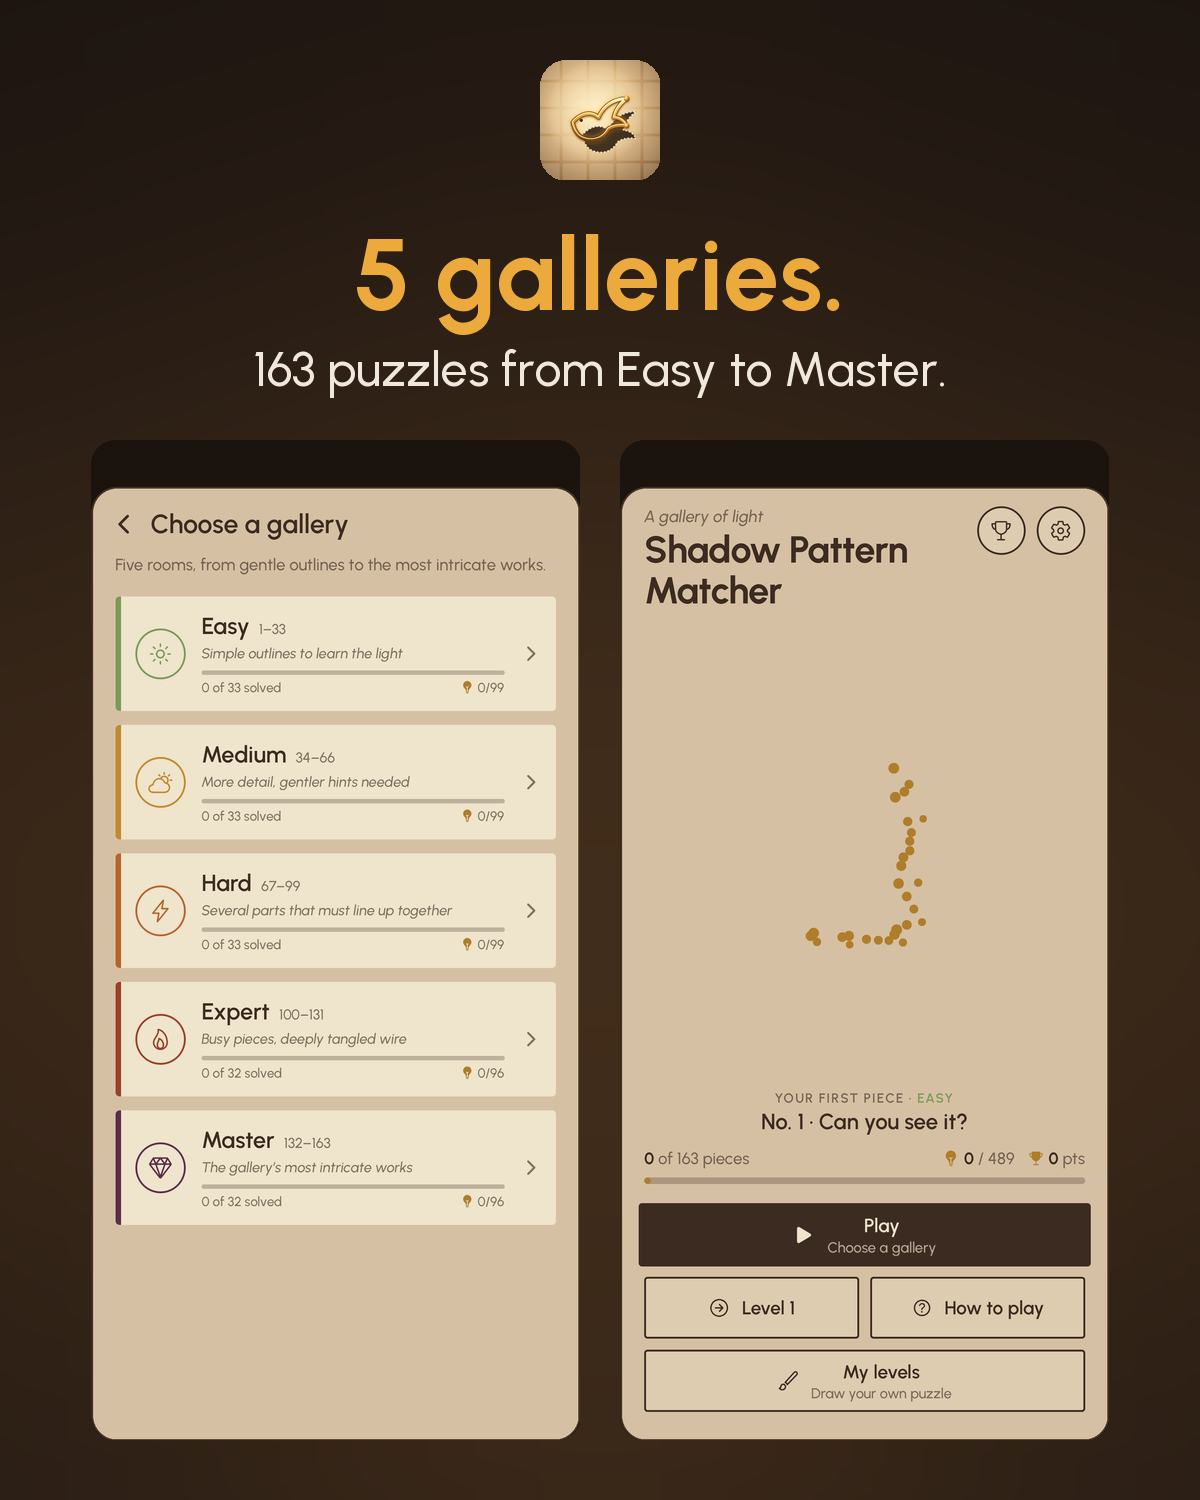 5 galleries.
163 puzzles from Easy to Master.
Choose a gallery
Five rooms, from gentle outlines to the most intricate works.
Easy 1–33
Simple outlines to learn the light
0 of 33 solved 0/99
Medium 34–66
More detail, gentler hints needed
0 of 33 solved 0/99
Hard 67–99
Several parts that must line up together
0 of 33 solved 0/99
Expert 100–131
Busy pieces, deeply tangled wire
0 of 32 solved 0/96
Master 132–163
The gallery's most intricate works
0 of 32 solved 0/96
A gallery of light
Shadow Pattern
Matcher
YOUR FIRST PIECE · EASY
No. 1 · Can you see it?
0 of 163 pieces 0 / 489 0 pts
Play
Choose a gallery
Level 1 How to play
My levels
Draw your own puzzle